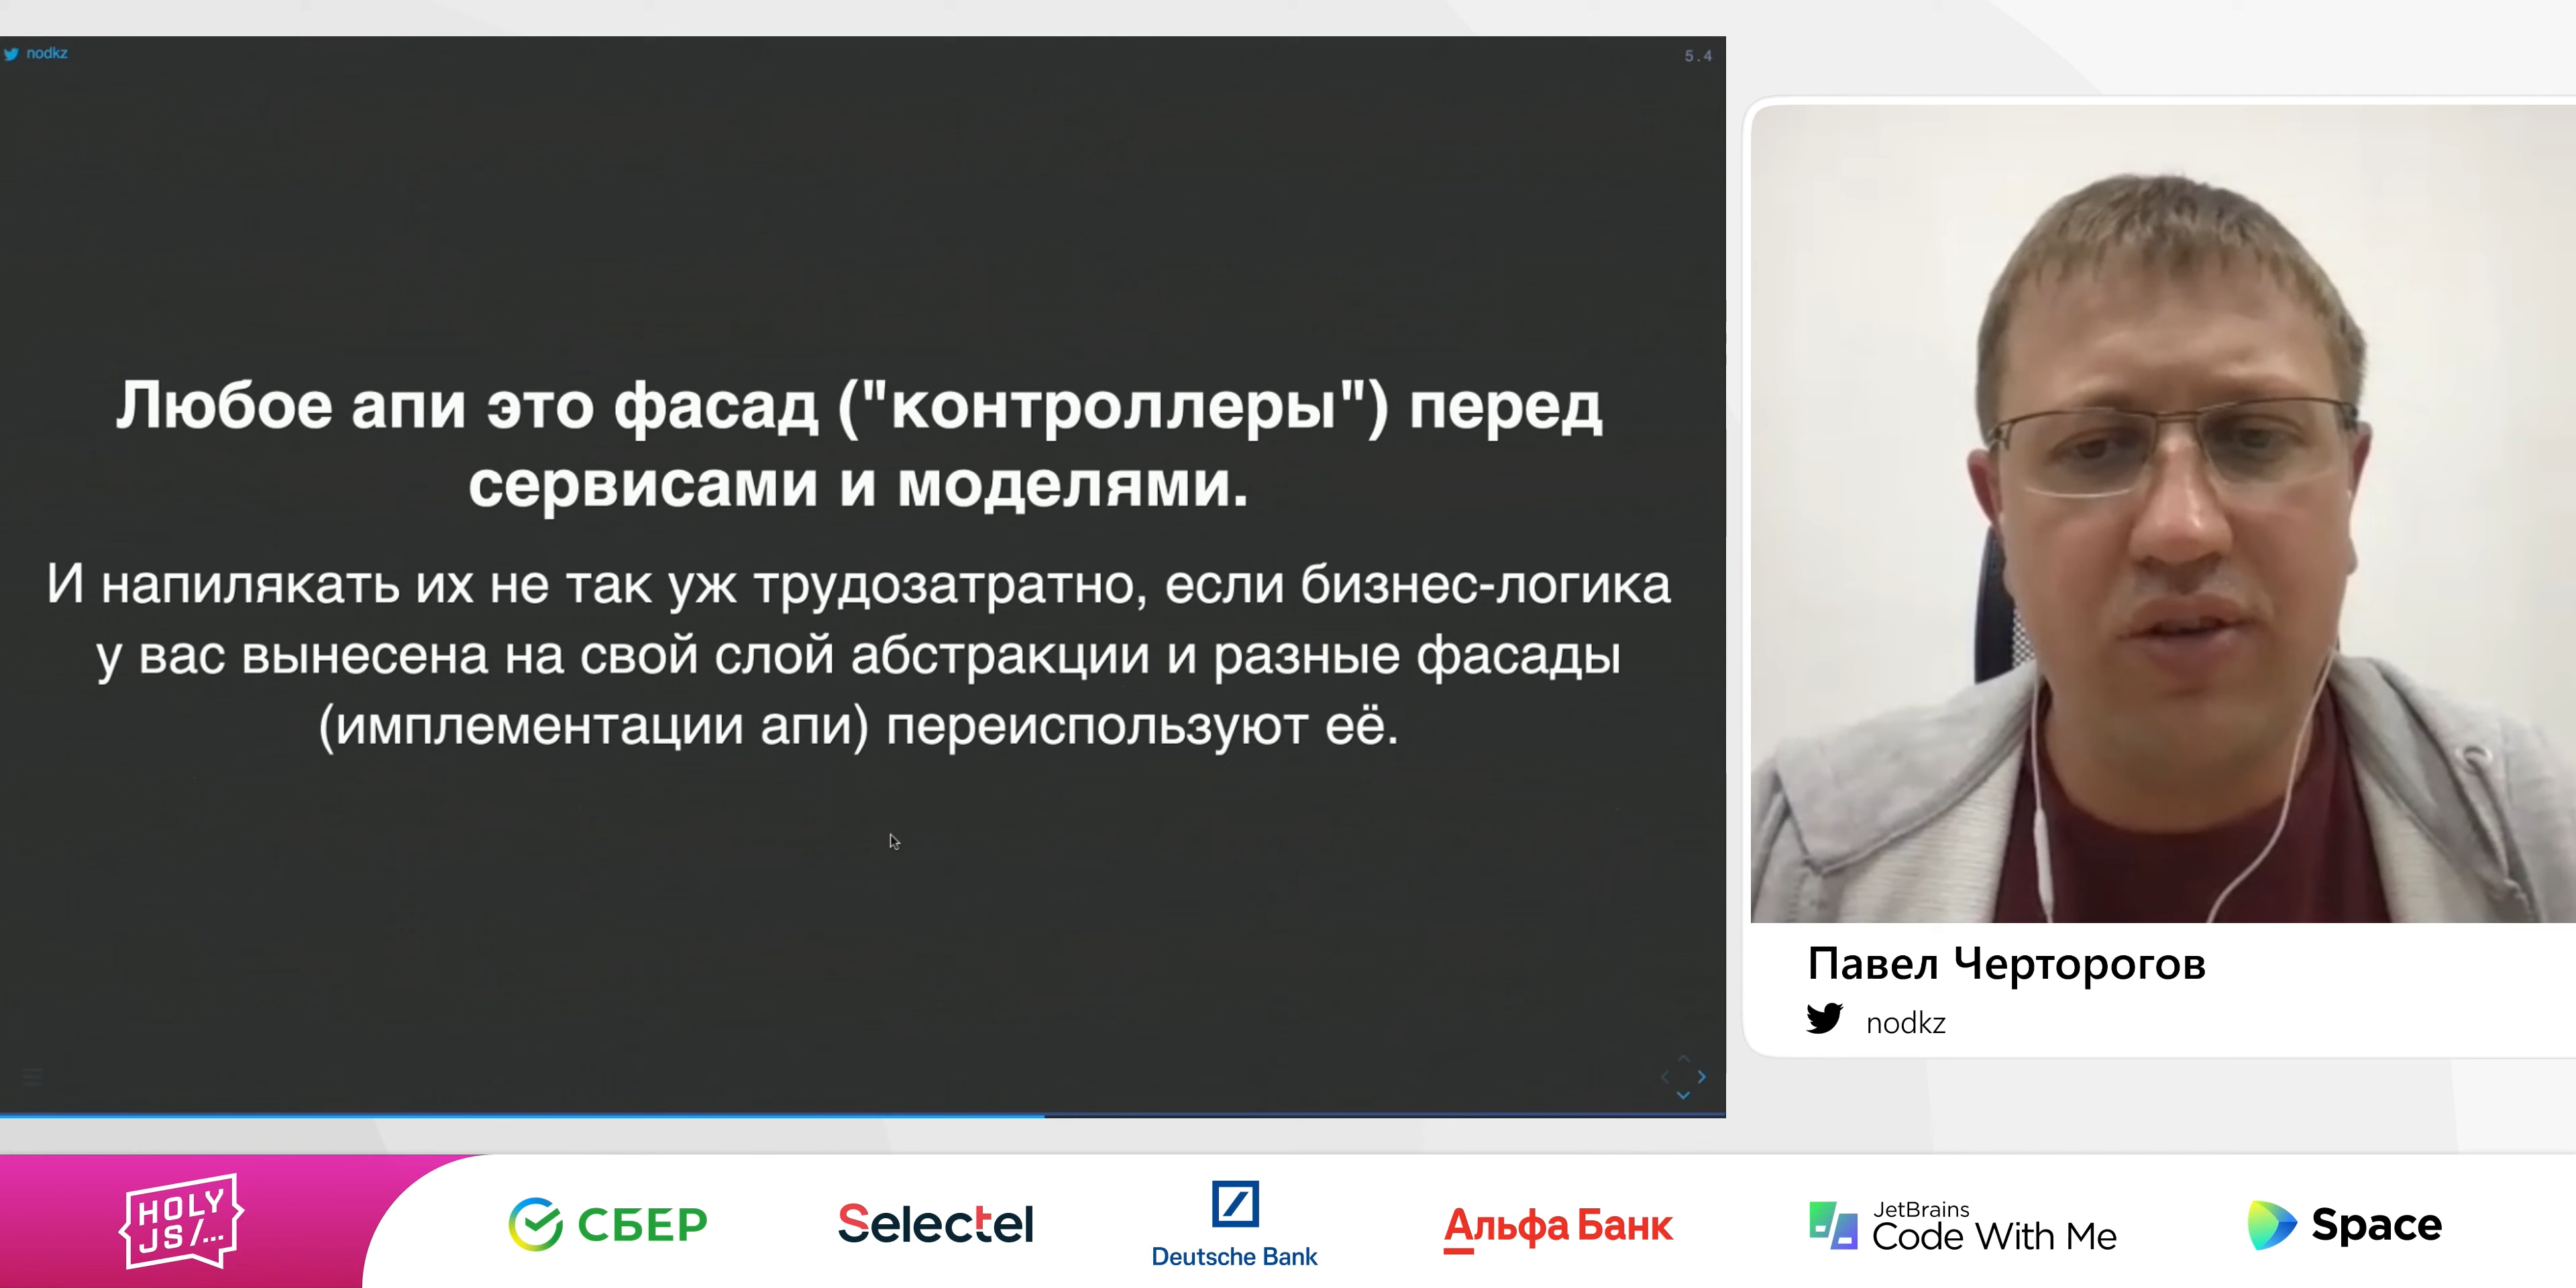 nodkz
5.4
Любое апи это фасад ("контроллеры") перед
сервисами и моделями.
И напилякать их не так уж трудозатратно, если бизнес-логика
у вас вынесена на свой слой абстракции и разные фасады
(имплементации апи) переиспользуют её.
Павел Черторогов
nodkz
HOLY
JS/...
СБЕР
Selectel
Deutsche Bank
Альфа Банк
JetBrains
Code With Me
Space